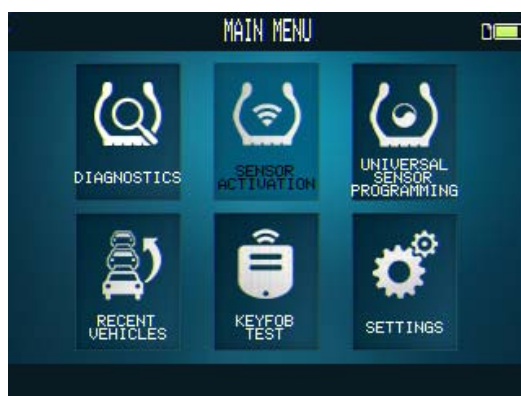 MAIN MENU
DIAGNOSTICS
SENSOR
ACTIVATION
UNIVERSAL
SENSOR
PROGRAMMING
RECENT
VEHICLES
KEYFOB
TEST
SETTINGS